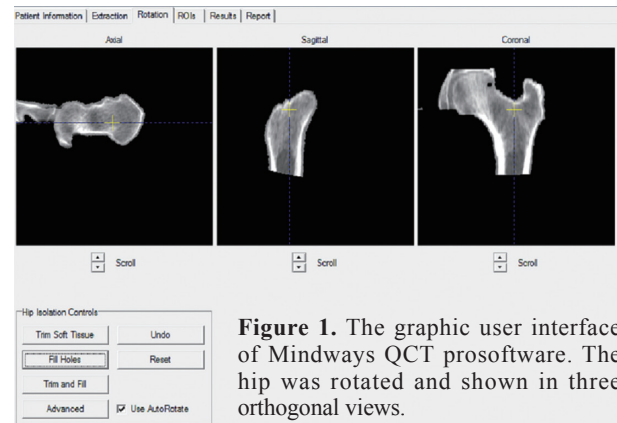 Patient Information | Extraction | Rotation | ROIs | Results | Report |
Axial Sagittal Coronal
Scroll Scroll Scroll
Hip Isolation Controls
Trim Soft Tissue Undo
Fill Holes Reset
Trim and Fill
Advanced Use AutoRotate
Figure 1. The graphic user interface
of Mindways QCT prosoftware. The
hip was rotated and shown in three
orthogonal views.